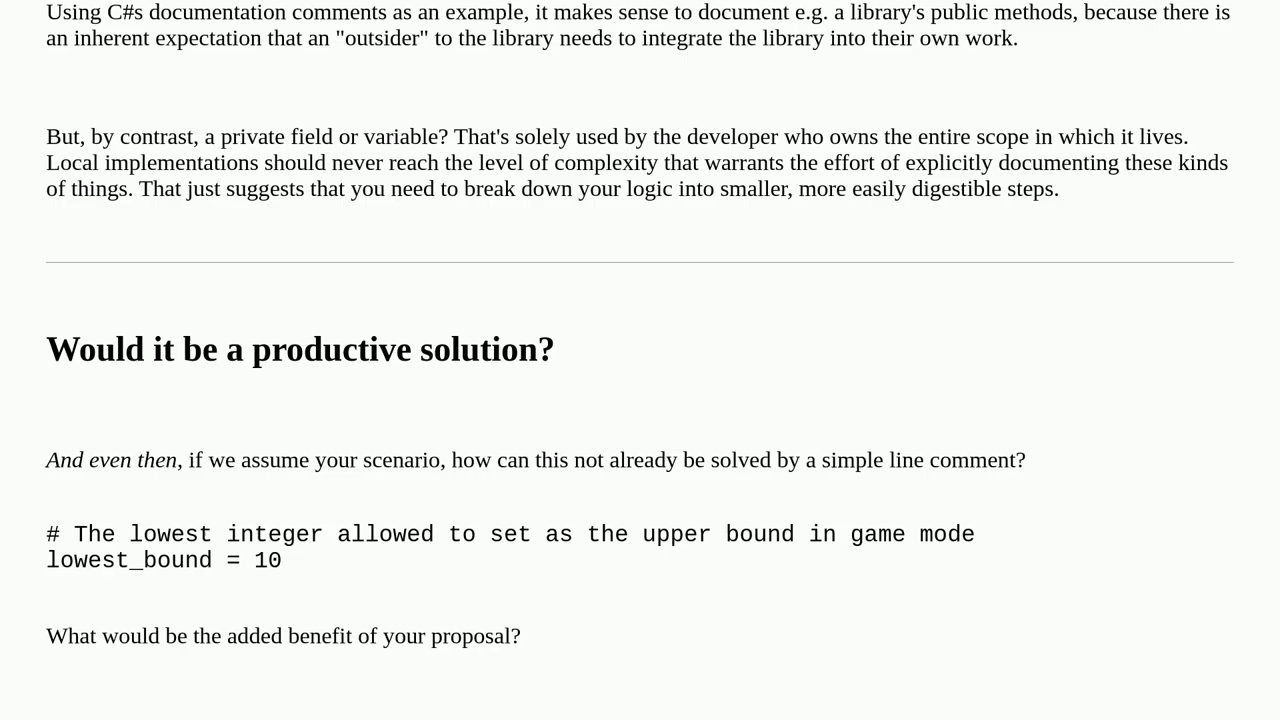 Using C#s documentation comments as an example, it makes sense to document e.g. a library's public methods, because there is
an inherent expectation that an "outsider" to the library needs to integrate the library into their own work.
But, by contrast, a private field or variable? That's solely used by the developer who owns the entire scope in which it lives.
Local implementations should never reach the level of complexity that warrants the effort of explicitly documenting these kinds
of things. That just suggests that you need to break down your logic into smaller, more easily digestible steps.
Would it be a productive solution?
And even then, if we assume your scenario, how can this not already be solved by a simple line comment?
# The lowest integer allowed to set as the upper bound in game mode
lowest_bound = 10
What would be the added benefit of your proposal?